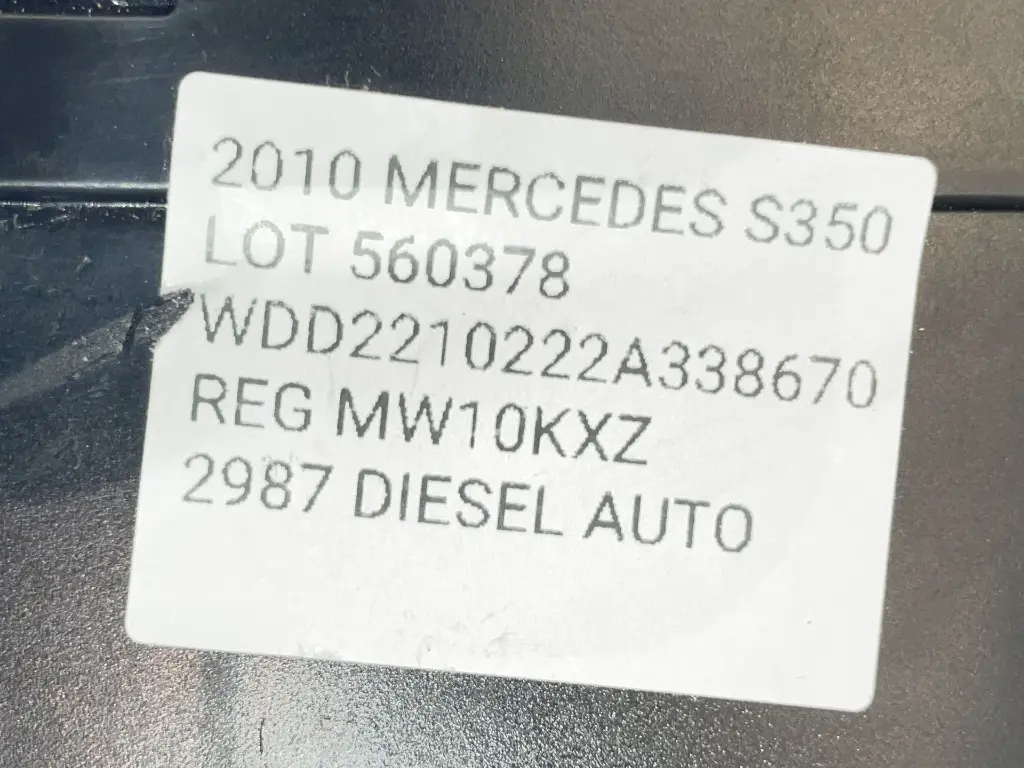 2010 MERCEDES S350
LOT 560378
WDD2210222A338670
REG MW10KXZ
2987 DIESEL AUTO